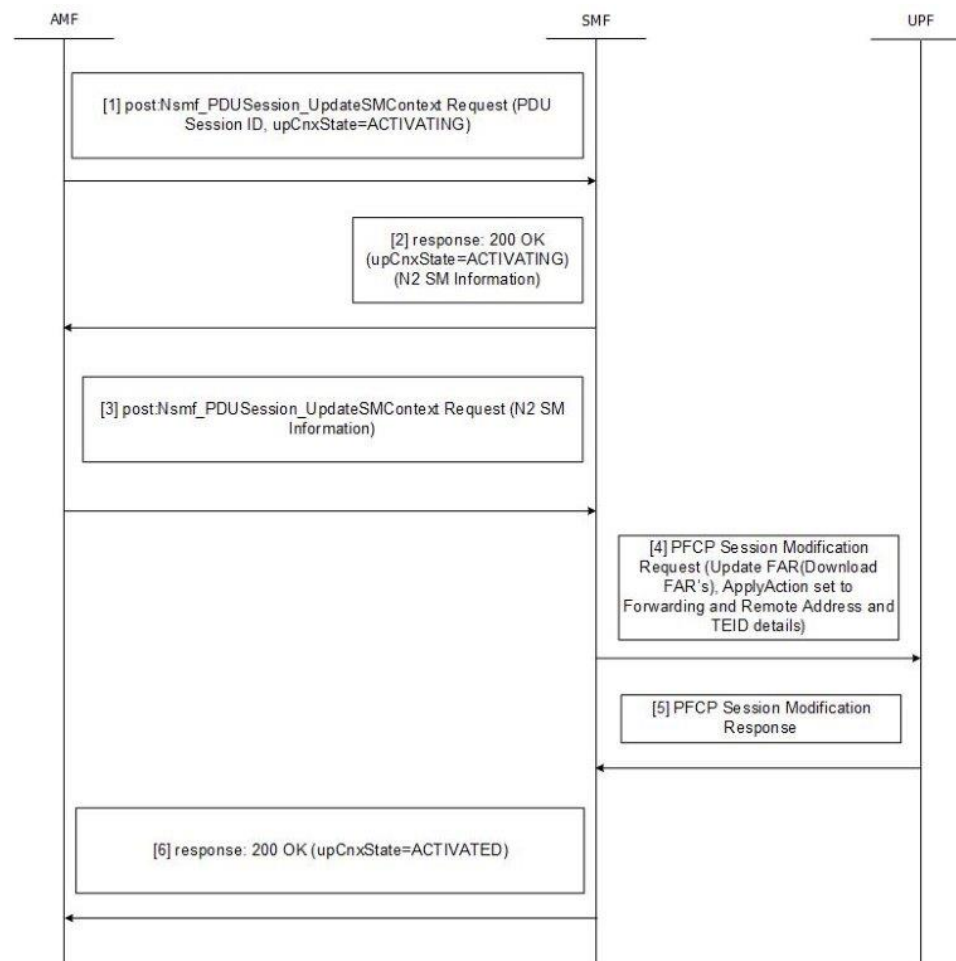 AMF
SMF
UPF
[1] post:Nsmf_PDUSession_UpdateSMContext Request (PDU
Session ID, upCnxState=ACTIVATING)
[2] response: 200 OK
(upCnxState=ACTIVATING)
(N2 SM Information)
[3] post:Nsmf_PDUSession_UpdateSMContext Request (N2 SM
Information)
[4] PFCP Session Modification
Request (Update FAR(Download
FAR's), ApplyAction set to
Forwarding and Remote Address and
TEID details)
[5] PFCP Session Modification
Response
[6] response: 200 OK (upCnxState=ACTIVATED)